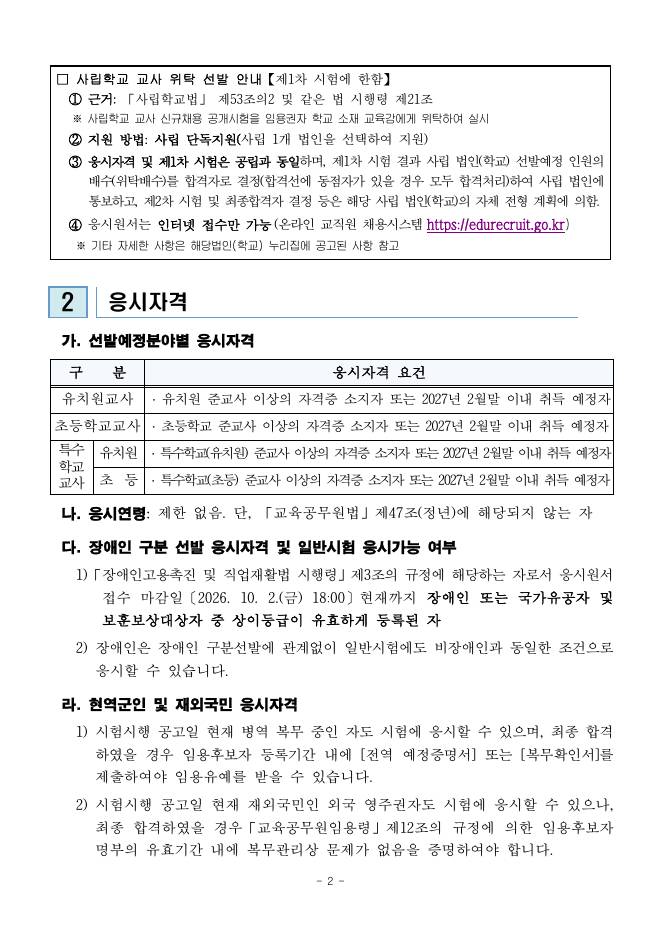 □ 사립학교 교사 위탁 선발 안내【제1차 시험에 한함】
① 근거: 「사립학교법」 제53조의2 및 같은 법 시행령 제21조
※ 사립학교 교사 신규채용 공개시험을 임용권자 학교 소재 교육감에게 위탁하여 실시
② 지원 방법: 사립 단독지원(사립 1개 법인을 선택하여 지원)
③ 응시자격 및 제1차 시험은 공립과 동일하며, 제1차 시험 결과 사립 법인(학교) 선발예정 인원의
배수(위탁배수)를 합격자로 결정(합격선에 동점자가 있을 경우 모두 합격처리)하여 사립 법인에
통보하고, 제2차 시험 및 최종합격자 결정 등은 해당 사립 법인(학교)의 자체 전형 계획에 의함.
④ 응시원서는 인터넷 접수만 가능(온라인 교직원 채용시스템 https://edurecruit.go.kr)
※ 기타 자세한 사항은 해당법인(학교) 누리집에 공고된 사항 참고
2 응시자격
가. 선발예정분야별 응시자격
구 분 응시자격 요건
유치원교사 · 유치원 준교사 이상의 자격증 소지자 또는 2027년 2월말 이내 취득 예정자
초등학교교사 · 초등학교 준교사 이상의 자격증 소지자 또는 2027년 2월말 이내 취득 예정자
특수
학교
교사
유치원 · 특수학교(유치원) 준교사 이상의 자격증 소지자 또는 2027년 2월말 이내 취득 예정자
초 등 · 특수학교(초등) 준교사 이상의 자격증 소지자 또는 2027년 2월말 이내 취득 예정자
나. 응시연령: 제한 없음. 단, 「교육공무원법」제47조(정년)에 해당되지 않는 자
다. 장애인 구분 선발 응시자격 및 일반시험 응시가능 여부
1)「장애인고용촉진 및 직업재활법 시행령」제3조의 규정에 해당하는 자로서 응시원서
접수 마감일〔2026. 10. 2.(금) 18:00〕현재까지 장애인 또는 국가유공자 및
보훈보상대상자 중 상이등급이 유효하게 등록된 자
2) 장애인은 장애인 구분선발에 관계없이 일반시험에도 비장애인과 동일한 조건으로
응시할 수 있습니다.
라. 현역군인 및 재외국민 응시자격
1) 시험시행 공고일 현재 병역 복무 중인 자도 시험에 응시할 수 있으며, 최종 합격
하였을 경우 임용후보자 등록기간 내에 [전역 예정증명서] 또는 [복무확인서]를
제출하여야 임용유예를 받을 수 있습니다.
2) 시험시행 공고일 현재 재외국민인 외국 영주권자도 시험에 응시할 수 있으나,
최종 합격하였을 경우「교육공무원임용령」제12조의 규정에 의한 임용후보자
명부의 유효기간 내에 복무관리상 문제가 없음을 증명하여야 합니다.
- 2 -